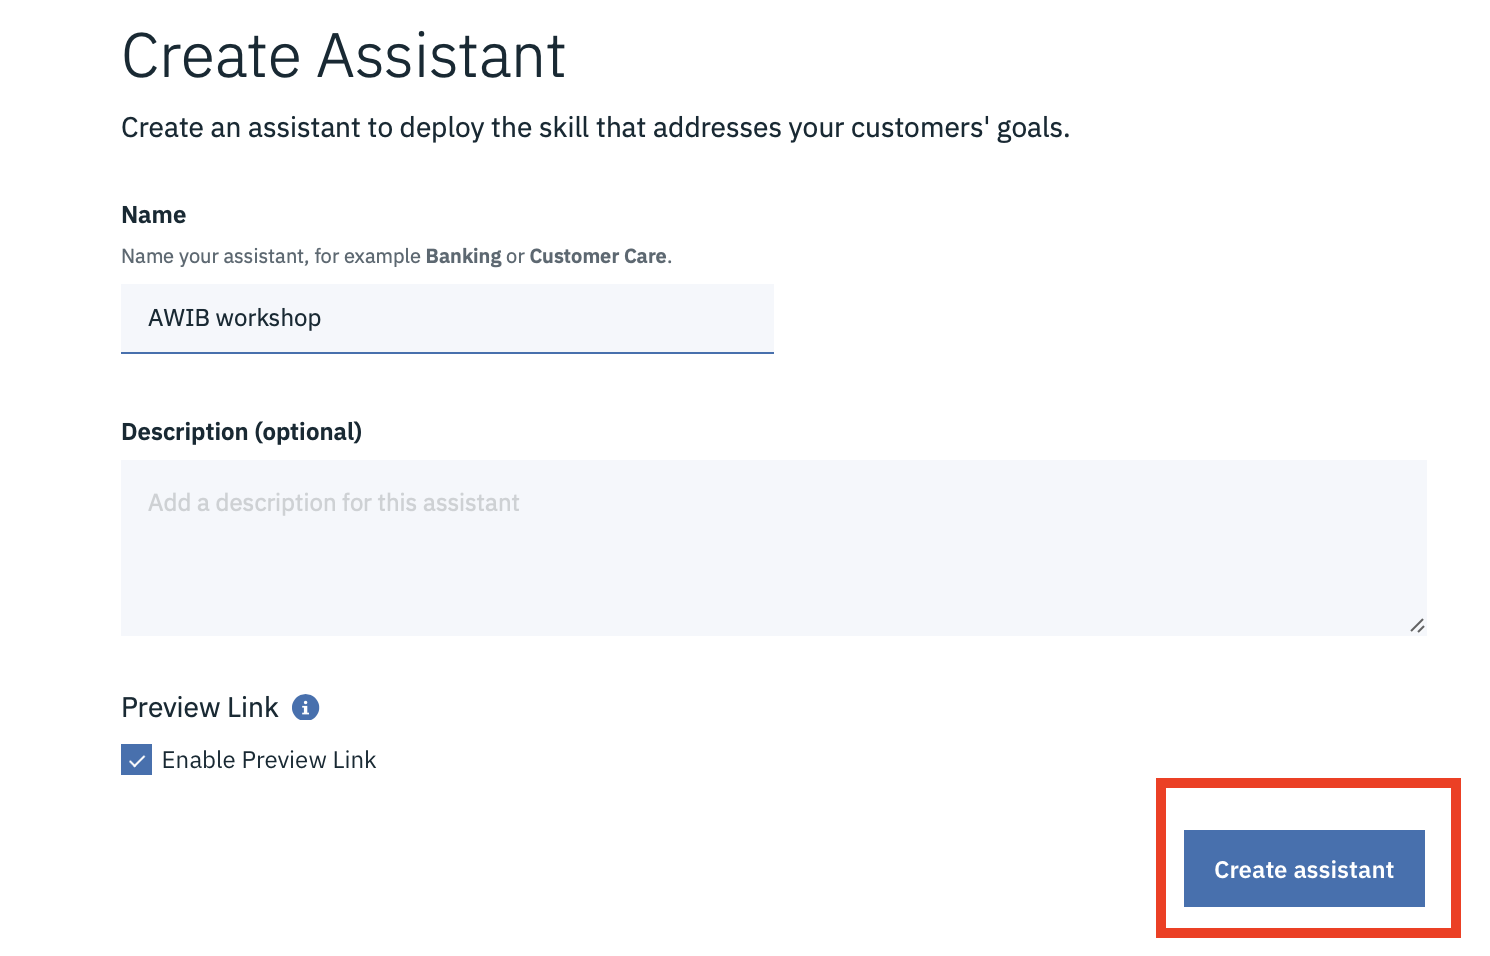 Create Assistant
Create an assistant to deploy the skill that addresses your customers' goals.
Name
Name your assistant, for example Banking or Customer Care.
AWIB workshop
Description (optional)
Add a description for this assistant
Preview Link
Enable Preview Link
Create assistant